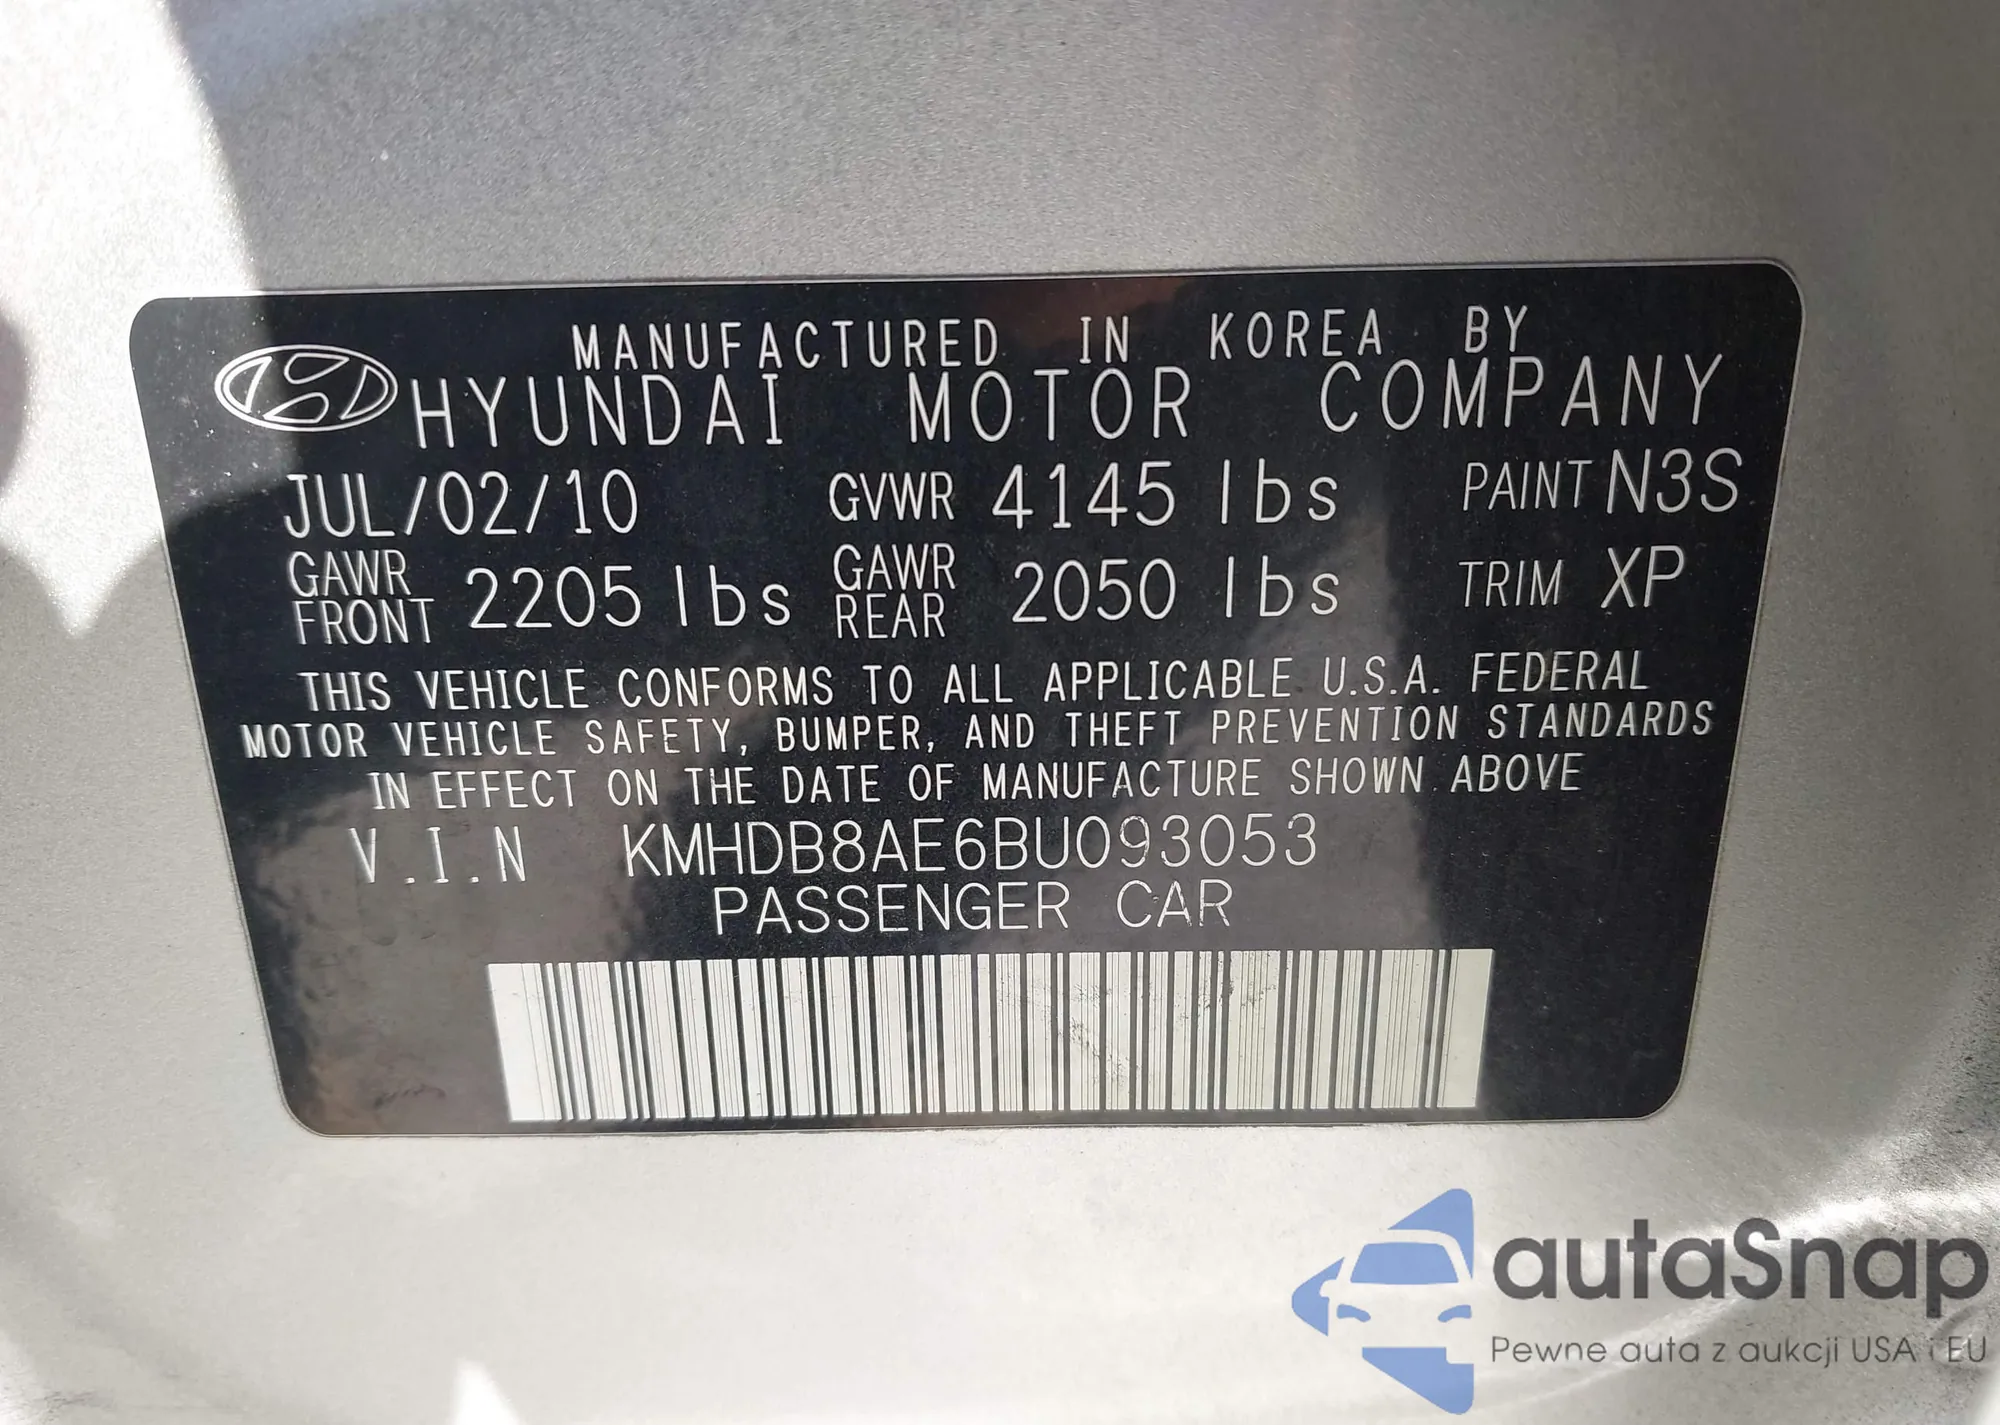 MANUFACTURED IN KOREA BY
HYUNDAI MOTOR COMPANY
JUL/02/10 GVWR 4145 lbs PAINT N3S
GAWR FRONT 2205 lbs GAWR REAR 2050 lbs TRIM XP
THIS VEHICLE CONFORMS TO ALL APPLICABLE U.S.A. FEDERAL
MOTOR VEHICLE SAFETY, BUMPER, AND THEFT PREVENTION STANDARDS
IN EFFECT ON THE DATE OF MANUFACTURE SHOWN ABOVE
V.I.N KMHDB8AE6BU093053
PASSENGER CAR
autaSnap
Pewne auta z aukcji USA i EU